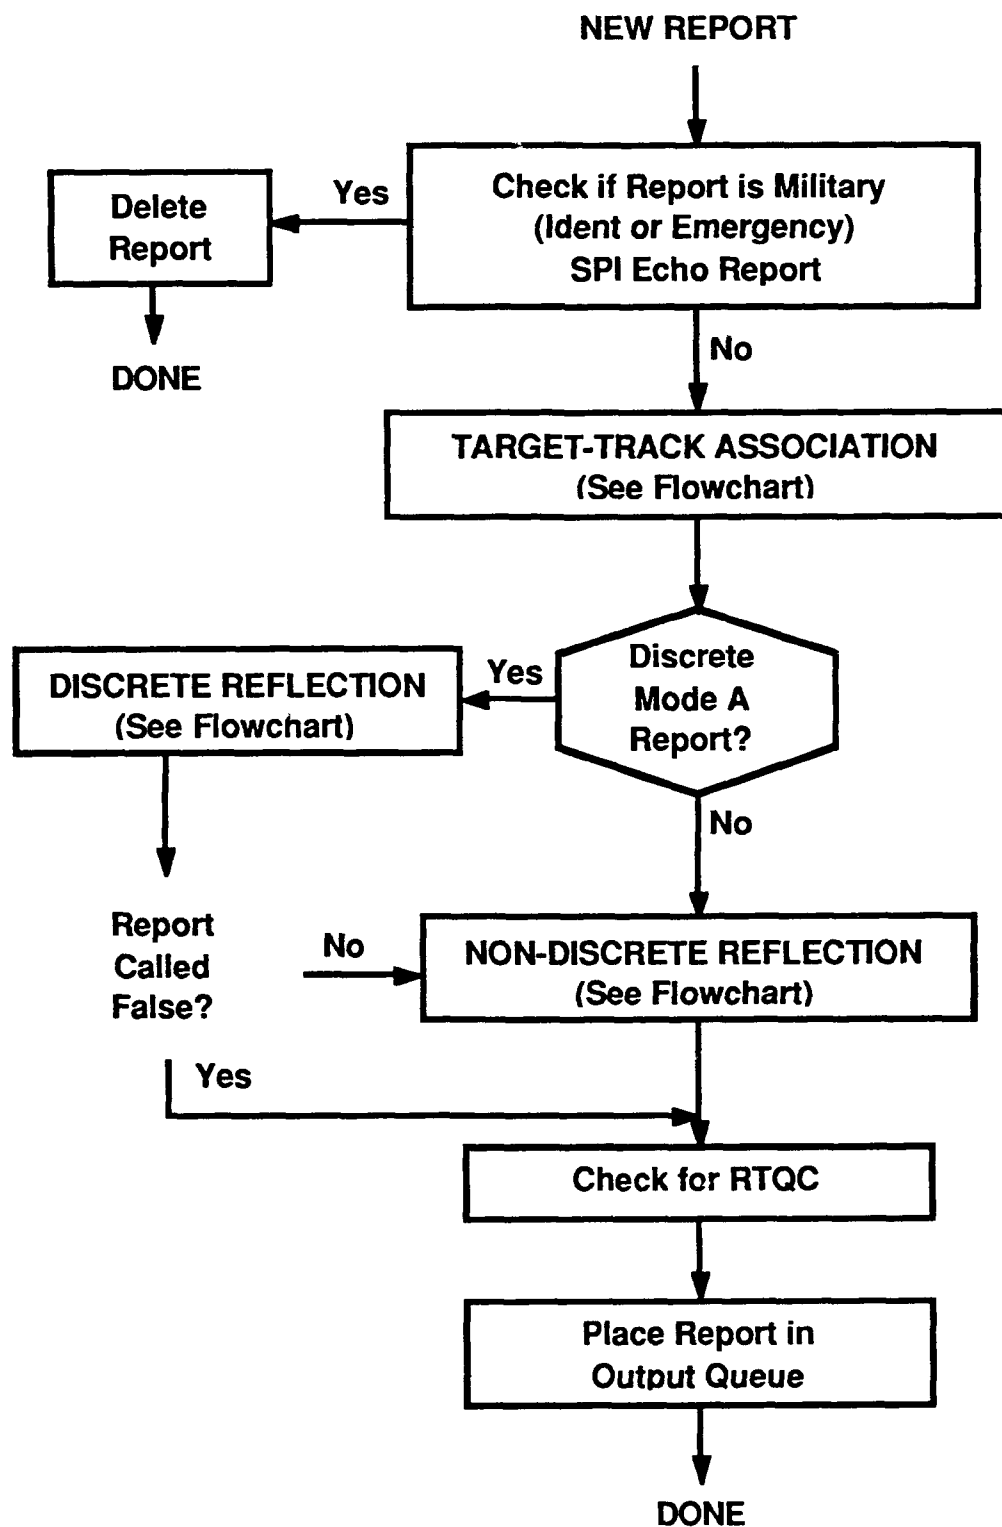 NEW REPORT
Check if Report is Military
(Ident or Emergency)
SPI Echo Report
Yes
Delete
Report
DONE
No
TARGET-TRACK ASSOCIATION
(See Flowchart)
Discrete
Mode A
Report?
Yes
DISCRETE REFLECTION
(See Flowchart)
No
Report
Called
False?
No
NON-DISCRETE REFLECTION
(See Flowchart)
Yes
Check for RTQC
Place Report in
Output Queue
DONE